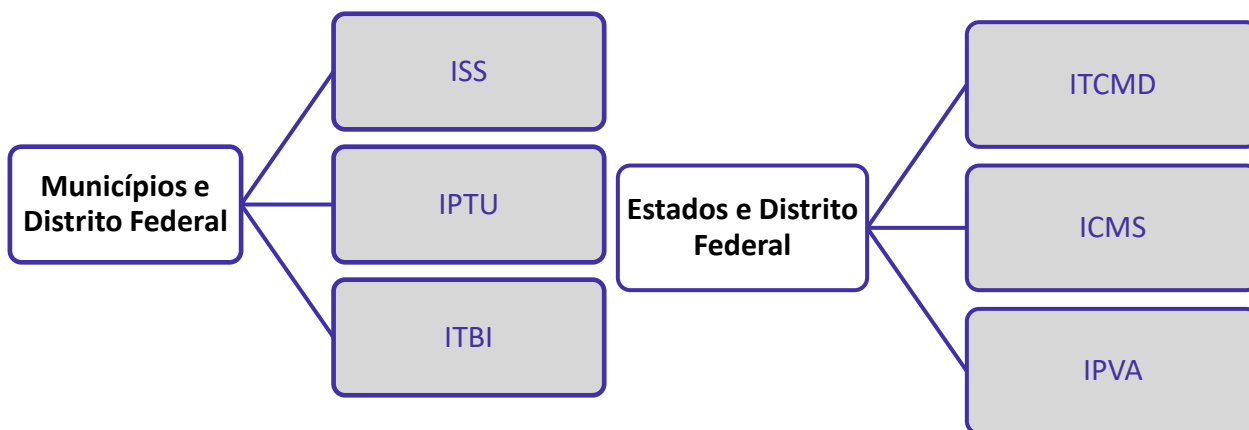 Municípios e
Distrito Federal
ISS
IPTU
ITBI
Estados e Distrito
Federal
ITCMD
ICMS
IPVA